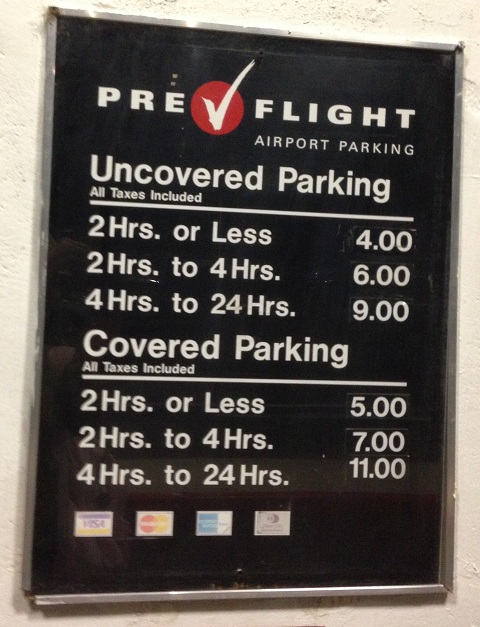 PREFLIGHT
AIRPORT PARKING
Uncovered Parking
All Taxes Included
2Hrs. or Less 4.00
2Hrs. to 4Hrs. 6.00
4Hrs. to 24Hrs. 9.00
Covered Parking
All Taxes Included
2Hrs. or Less 5.00
2Hrs. to 4Hrs. 7.00
4Hrs. to 24Hrs. 11.00
VISA